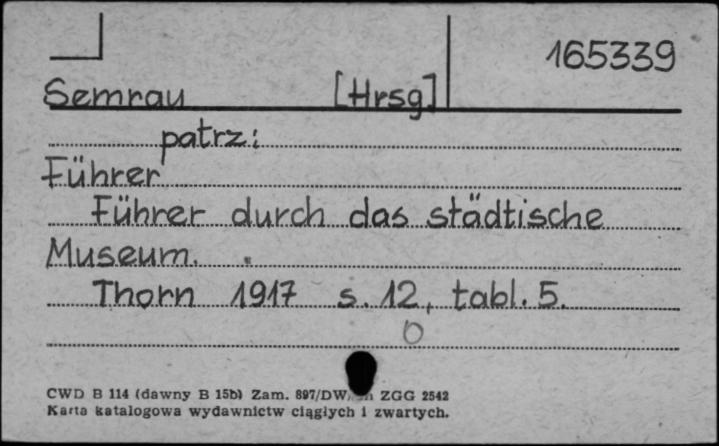 165339
Semrau [Hrsg]
patrz:
Führer
Führer durch das städtische
Museum.
Thorn 1917 s. 12, tabl. 5.
CWD B 114 (dawny B 15b) Zam. 897/DW/ ZGG 2542
Karta katalogowa wydawnictw ciągłych i zwartych.